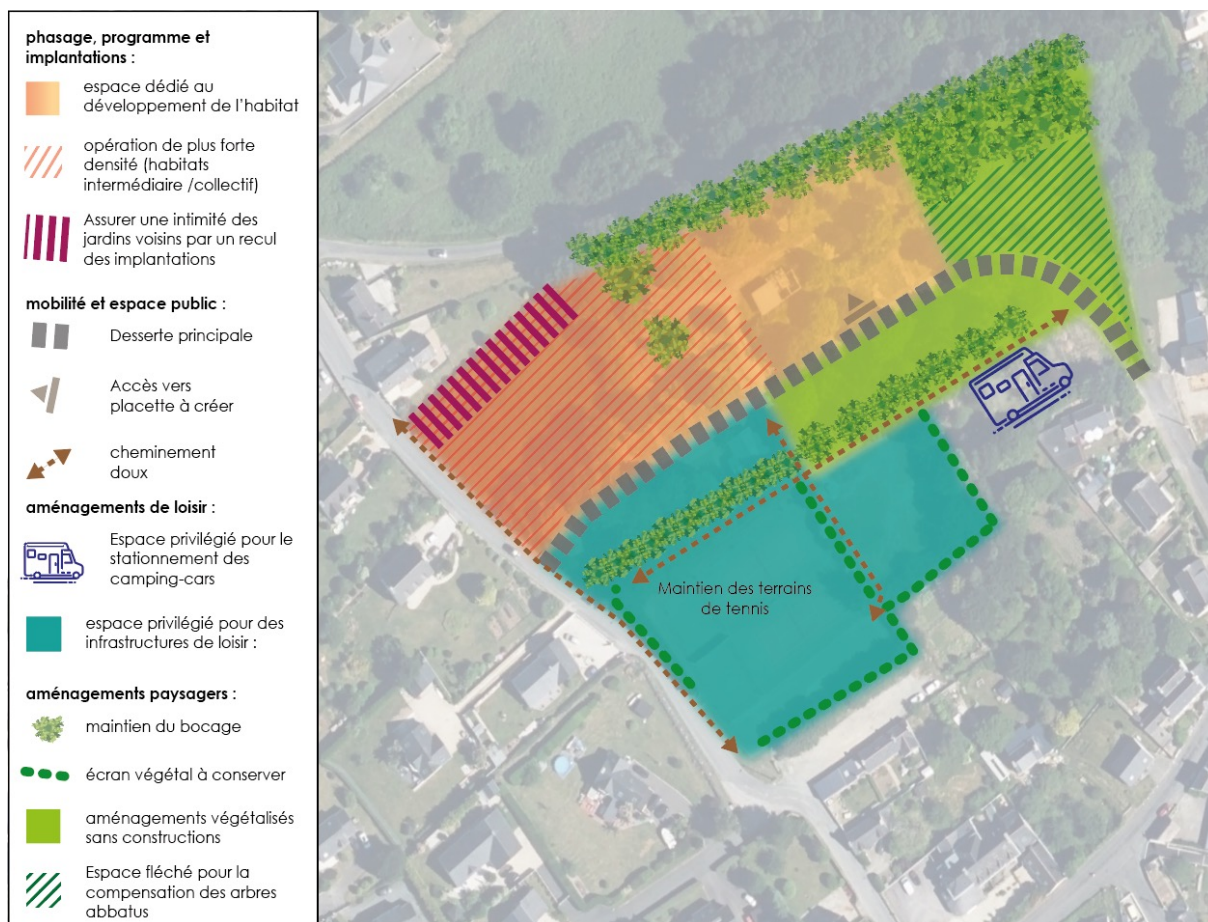 phasage, programme et
implantations :
espace dédié au
développement de l'habitat
opération de plus forte
densité (habitats
intermédiaire /collectif)
Assurer une intimité des
jardins voisins par un recul
des implantations
mobilité et espace public :
Desserte principale
Accès vers
placette à créer
cheminement
doux
aménagements de loisir :
Espace privilégié pour le
stationnement des
camping-cars
espace privilégié pour des
infrastructures de loisir :
aménagements paysagers :
maintien du bocage
écran végétal à conserver
aménagements végétalisés
sans constructions
Espace fléché pour la
compensation des arbres
abbatus
Maintien des terrains
de tennis